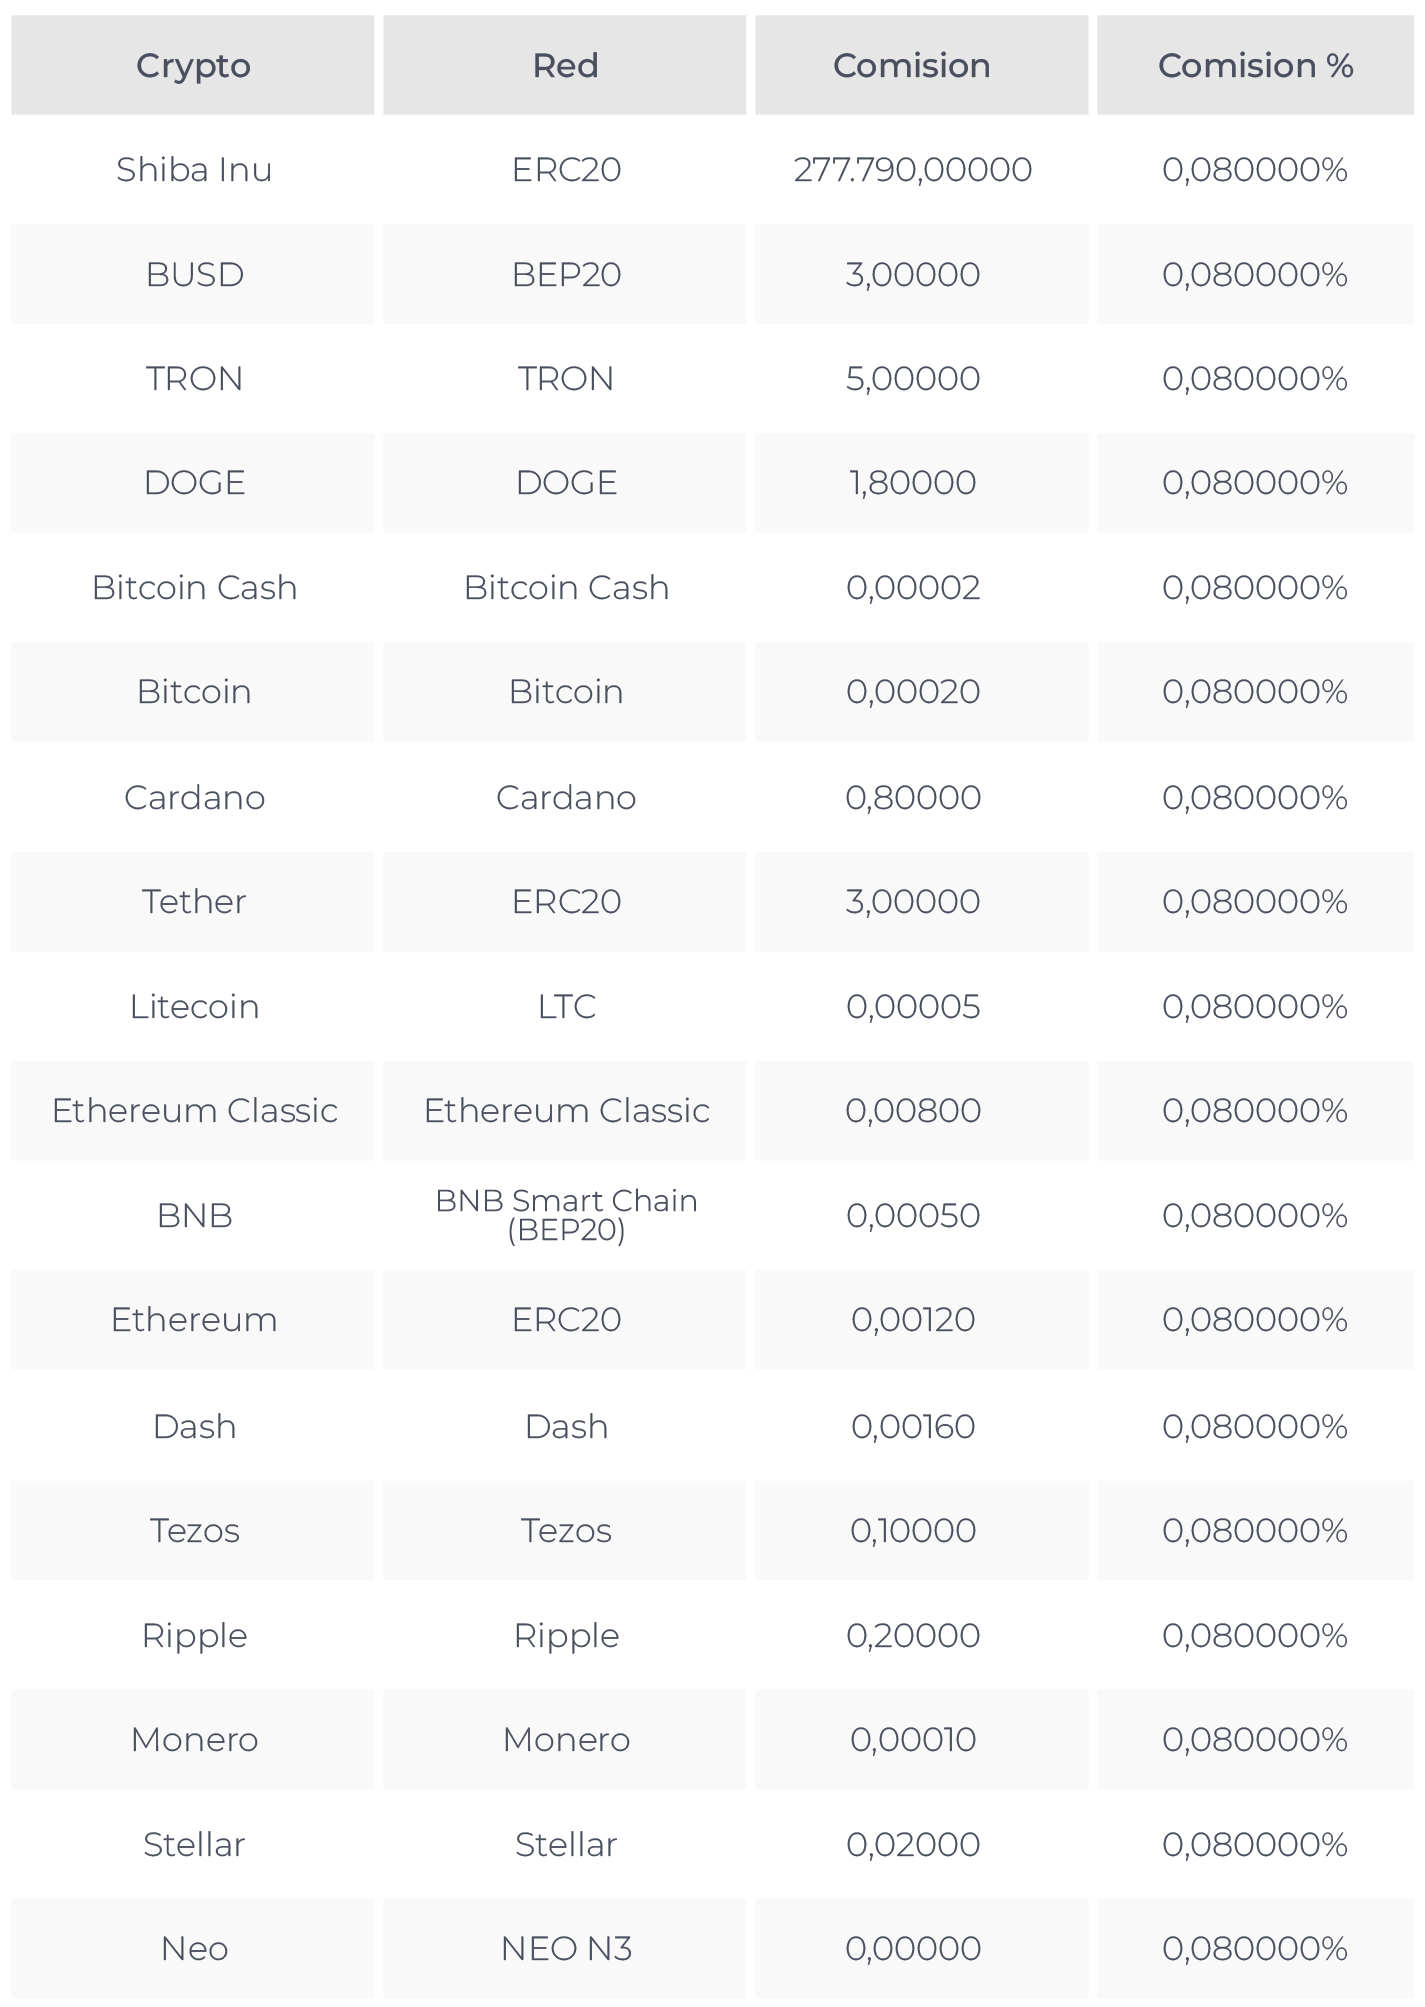 Crypto Red Comision Comision %
Shiba Inu ERC20 277.790,00000 0,080000%
BUSD BEP20 3,00000 0,080000%
TRON TRON 5,00000 0,080000%
DOGE DOGE 1,80000 0,080000%
Bitcoin Cash Bitcoin Cash 0,00002 0,080000%
Bitcoin Bitcoin 0,00020 0,080000%
Cardano Cardano 0,80000 0,080000%
Tether ERC20 3,00000 0,080000%
Litecoin LTC 0,00005 0,080000%
Ethereum Classic Ethereum Classic 0,00800 0,080000%
BNB BNB Smart Chain (BEP20) 0,00050 0,080000%
Ethereum ERC20 0,00120 0,080000%
Dash Dash 0,00160 0,080000%
Tezos Tezos 0,10000 0,080000%
Ripple Ripple 0,20000 0,080000%
Monero Monero 0,00010 0,080000%
Stellar Stellar 0,02000 0,080000%
Neo NEO N3 0,00000 0,080000%